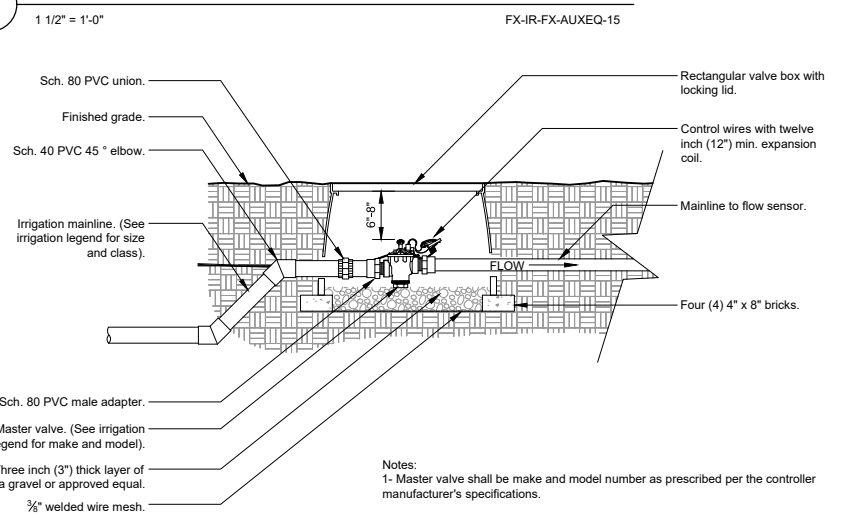 1 1/2" = 1'-0"
FX-IR-FX-AUXEQ-15
Sch. 80 PVC union.
Finished grade.
Sch. 40 PVC 45 ° elbow.
Irrigation mainline. (See
irrigation legend for size
and class).
Sch. 80 PVC male adapter.
Master valve. (See irrigation
legend for make and model).
Three inch (3") thick layer of
a gravel or approved equal.
⅜" welded wire mesh.
6"-8"
FLOW
Rectangular valve box with
locking lid.
Control wires with twelve
inch (12") min. expansion
coil.
Mainline to flow sensor.
Four (4) 4" x 8" bricks.
Notes:
1- Master valve shall be make and model number as prescribed per the controller
manufacturer's specifications.